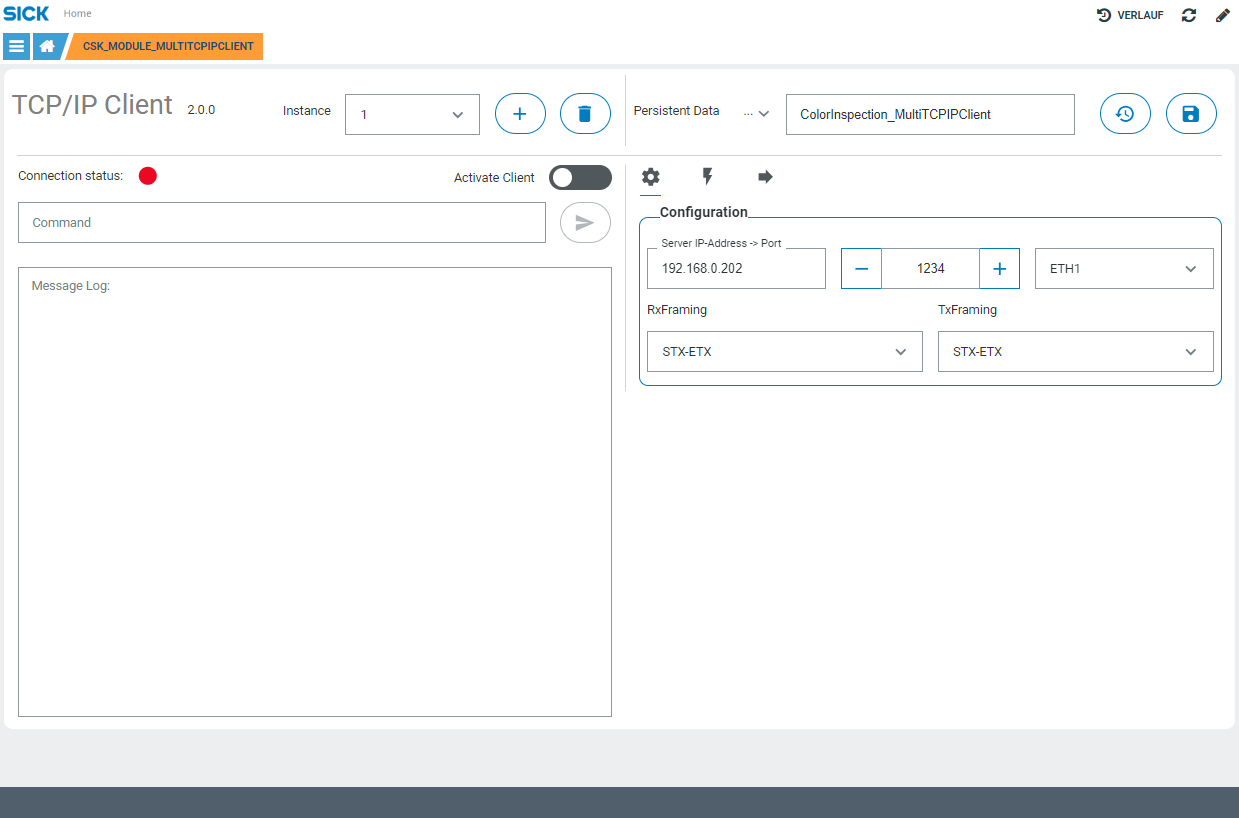 SICK
Home
VERLAUF
CSK_MODULE_MULTITCPIPCLIENT
TCP/IP Client
2.0.0
Instance
1
Persistent Data
...
ColorInspection_MultiTCPIPClient
Connection status:
Activate Client
Command
Message Log:
Configuration
Server IP-Address -> Port
192.168.0.202
1234
ETH1
RxFraming
TxFraming
STX-ETX
STX-ETX